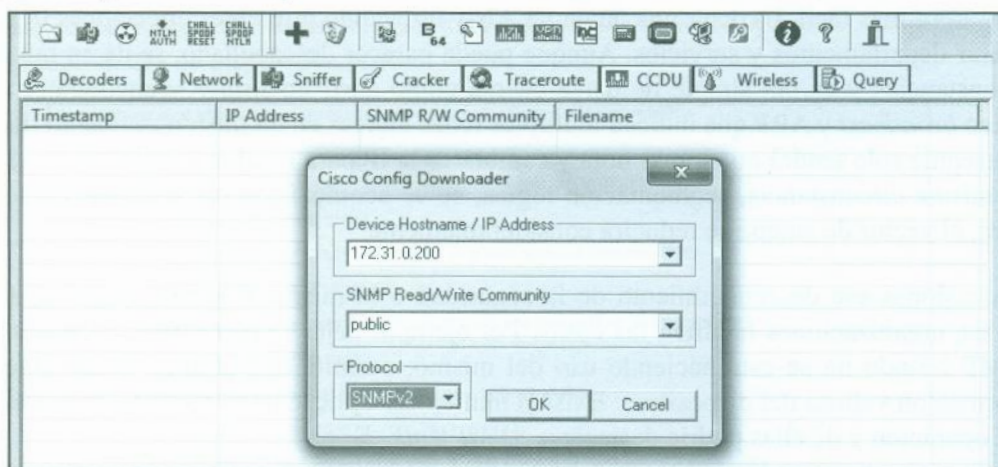 NTLM AUTH
CHALL SPOOF RESET
CHALL SPOOF NTLM
B64
Decoders Network Sniffer Cracker Traceroute CCDU Wireless Query
Timestamp IP Address SNMP R/W Community Filename
Cisco Config Downloader
Device Hostname / IP Address
172.31.0.200
SNMP Read/Write Community
public
Protocol
SNMPv2
OK Cancel